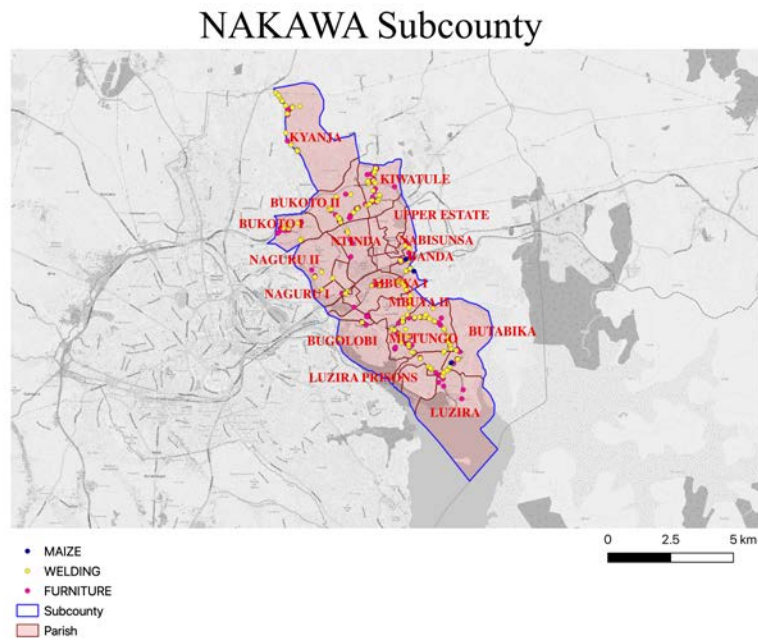 NAKAWA Subcounty
KYANJA
KIWATULE
BUKOTO II
UPPER ESTATE
BUKOTO I
NTINDA
NABISUNSA
BANDA
NAGURU II
MBUYA I
NAGURU I
MBUYA II
BUTABIKA
BUGOLOBI
MUTUNGO
LUZIRA PRISONS
LUZIRA
MAIZE
WELDING
FURNITURE
Subcounty
Parish
0 2.5 5 km